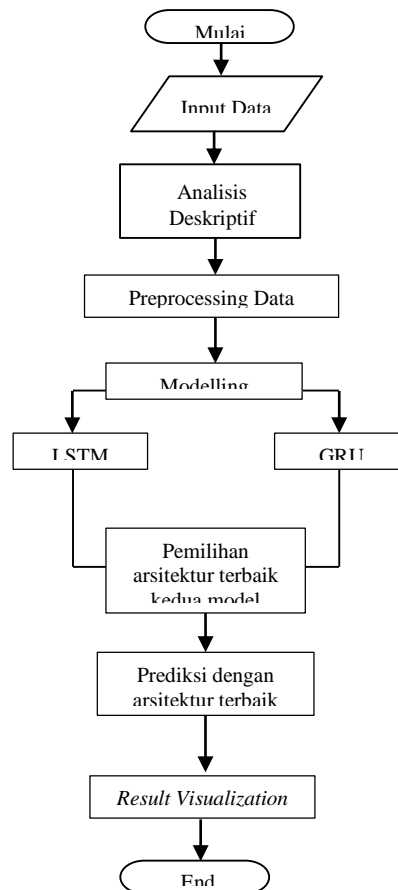 Mulai
Input Data
Analisis
Deskriptif
Preprocessing Data
Modelling
LSTM
GRU
Pemilihan
arsitektur terbaik
kedua model
Prediksi dengan
arsitektur terbaik
Result Visualization
End